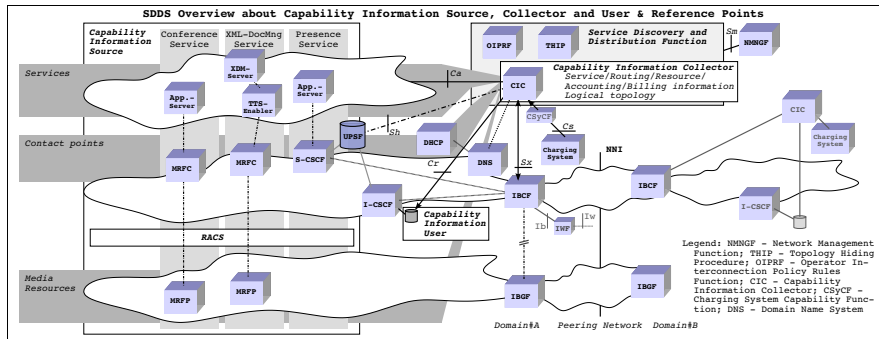 SDDS Overview about Capability Information Source, Collector and User & Reference Points
Capability
Information
Source
Conference
Service
XML-DocMng
Service
Presence
Service
Service Discovery and
Distribution Function
OIPRF
THIP
Sm
NMNGF
Services
XDM-
Server
App.-
Server
TTS-
Enabler
App.-
Server
Ca
Capability Information Collector
Service/Routing/Resource/
Accounting/Billing information
Logical topology
CIC
CSyCF
Cs
Charging
System
CIC
Charging
System
Sh
UPSF
DHCP
DNS
Contact points
MRFC
MRFC
S-CSCF
Cr
Sx
NNI
I-CSCF
IBCF
IBCF
I-CSCF
Capability
Information
User
Ib
IWF
Iw
RACS
Legend: NMNGF - Network Management
Function; THIP - Topology Hiding
Procedure; OIPRF - Operator In-
terconnection Policy Rules
Function; CIC - Capability
Information Collector; CSyCF -
Charging System Capability Func-
tion; DNS - Domain Name System
Media
Resources
MRFP
MRFP
IBGF
IBGF
Domain#A
Peering Network
Domain#B